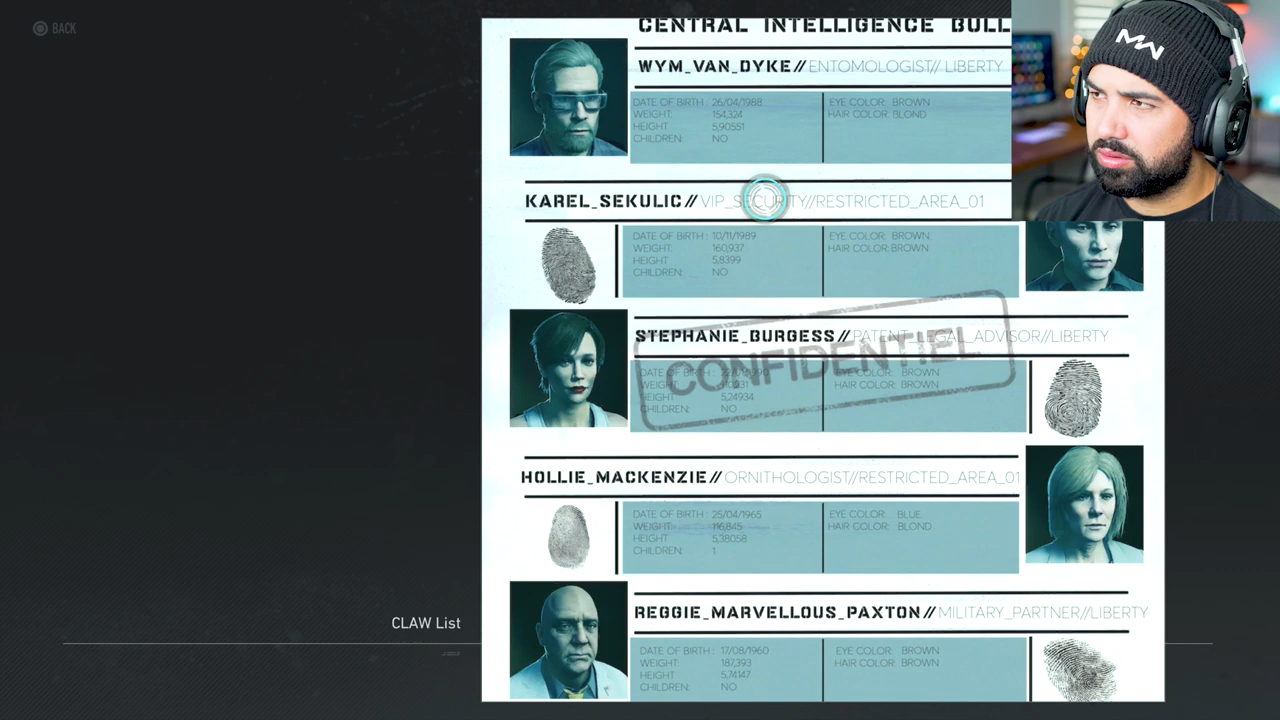 BACK
CENTRAL INTELLIGENCE BULL
WYM_VAN_DYKE//ENTOMOLOGIST// LIBERTY
DATE OF BIRTH : 26/04/1988
WEIGHT: 154,324
HEIGHT 5,90551
CHILDREN: NO
EYE COLOR: BROWN
HAIR COLOR: BLOND
KAREL_SEKULIC//VIP_SECURITY//RESTRICTED_AREA_01
DATE OF BIRTH : 10/11/1989
WEIGHT: 160,937
HEIGHT 5,8399
CHILDREN: NO
EYE COLOR: BROWN
HAIR COLOR: BROWN
STEPHANIE_BURGESS//PATENT_LEGAL_ADVISOR//LIBERTY
CONFIDENTIEL
DATE OF BIRTH :
WEIGHT:
HEIGHT 5,24934
CHILDREN: NO
EYE COLOR: BROWN
HAIR COLOR: BROWN
HOLLIE_MACKENZIE//ORNITHOLOGIST//RESTRICTED_AREA_01
DATE OF BIRTH : 25/04/1965
WEIGHT: 116,845
HEIGHT 5,38058
CHILDREN: 1
EYE COLOR: BLUE
HAIR COLOR: BLOND
REGGIE_MARVELLOUS_PAXTON//MILITARY_PARTNER//LIBERTY
DATE OF BIRTH : 17/08/1960
WEIGHT: 187,393
HEIGHT 5,74147
CHILDREN: NO
EYE COLOR: BROWN
HAIR COLOR: BROWN
CLAW List